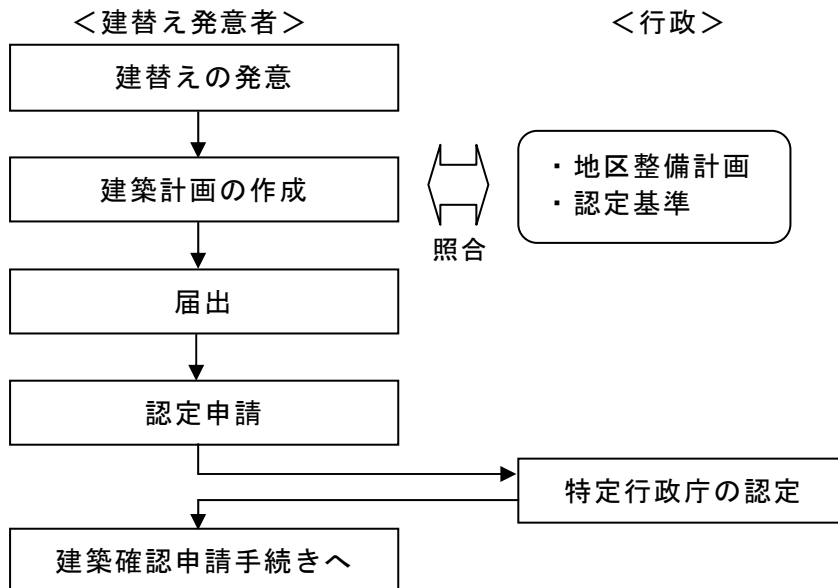 ＜建替え発意者＞
＜行政＞
建替えの発意
建築計画の作成
・地区整備計画
・認定基準
照合
届出
認定申請
特定行政庁の認定
建築確認申請手続きへ